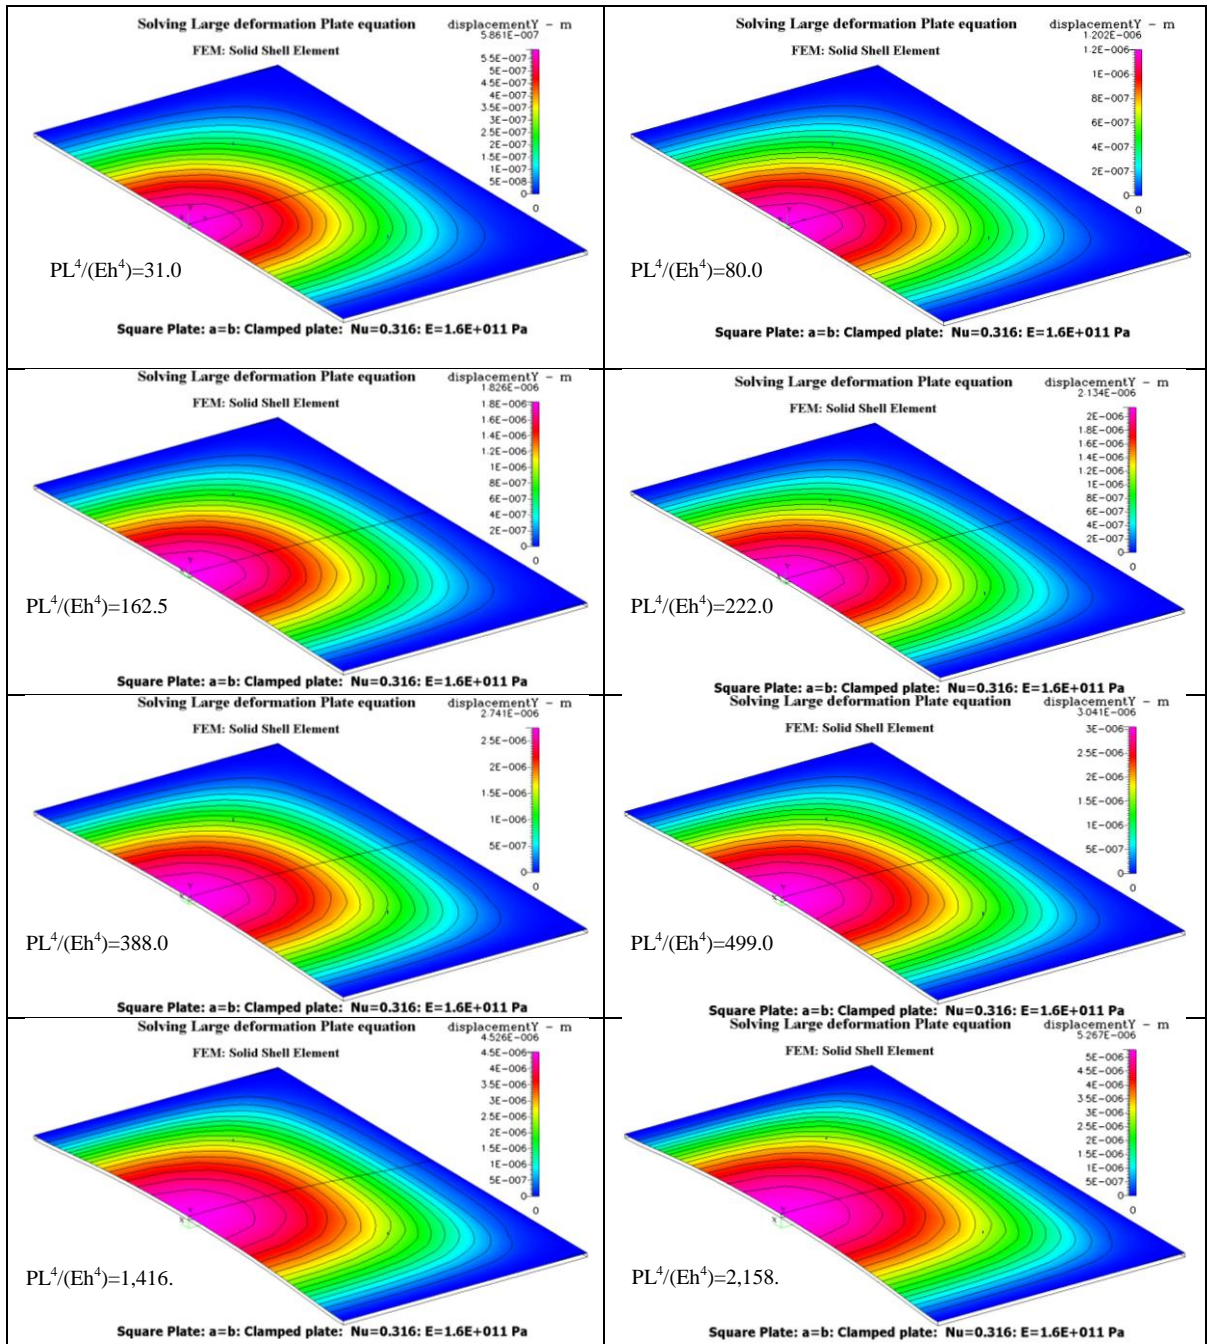 Solving Large deformation Plate equation
displacementY - m
5.861E-007
FEM: Solid Shell Element
5.5E-007
5E-007
4.5E-007
4E-007
3.5E-007
3E-007
2.5E-007
2E-007
1.5E-007
1E-007
5E-008
0
0
PL4/(Eh4)=31.0
Square Plate: a=b: Clamped plate: Nu=0.316: E=1.6E+011 Pa
Solving Large deformation Plate equation
displacementY - m
1.202E-006
FEM: Solid Shell Element
1.2E-006
1E-006
8E-007
6E-007
4E-007
2E-007
0
0
PL4/(Eh4)=80.0
Square Plate: a=b: Clamped plate: Nu=0.316: E=1.6E+011 Pa
Solving Large deformation Plate equation
displacementY - m
1.826E-006
FEM: Solid Shell Element
1.8E-006
1.6E-006
1.4E-006
1.2E-006
1E-006
8E-007
6E-007
4E-007
2E-007
0
0
PL4/(Eh4)=162.5
Square Plate: a=b: Clamped plate: Nu=0.316: E=1.6E+011 Pa
Solving Large deformation Plate equation
displacementY - m
2.134E-006
FEM: Solid Shell Element
2E-006
1.8E-006
1.6E-006
1.4E-006
1.2E-006
1E-006
8E-007
6E-007
4E-007
2E-007
0
0
PL4/(Eh4)=222.0
Square Plate: a=b: Clamped plate: Nu=0.316: E=1.6E+011 Pa
Solving Large deformation Plate equation
displacementY - m
2.741E-006
FEM: Solid Shell Element
2.5E-006
2E-006
1.5E-006
1E-006
5E-007
0
0
PL4/(Eh4)=388.0
Square Plate: a=b: Clamped plate: Nu=0.316: E=1.6E+011 Pa
Solving Large deformation Plate equation
displacementY - m
3.041E-006
FEM: Solid Shell Element
3E-006
2.5E-006
2E-006
1.5E-006
1E-006
5E-007
0
0
PL4/(Eh4)=499.0
Square Plate: a=b: Clamped plate: Nu=0.316: E=1.6E+011 Pa
Solving Large deformation Plate equation
displacementY - m
4.526E-006
FEM: Solid Shell Element
4.5E-006
4E-006
3.5E-006
3E-006
2.5E-006
2E-006
1.5E-006
1E-006
5E-007
0
0
PL4/(Eh4)=1,416.
Square Plate: a=b: Clamped plate: Nu=0.316: E=1.6E+011 Pa
Solving Large deformation Plate equation
displacementY - m
5.267E-006
FEM: Solid Shell Element
5E-006
4.5E-006
4E-006
3.5E-006
3E-006
2.5E-006
2E-006
1.5E-006
1E-006
5E-007
0
0
PL4/(Eh4)=2,158.
Square Plate: a=b: Clamped plate: Nu=0.316: E=1.6E+011 Pa